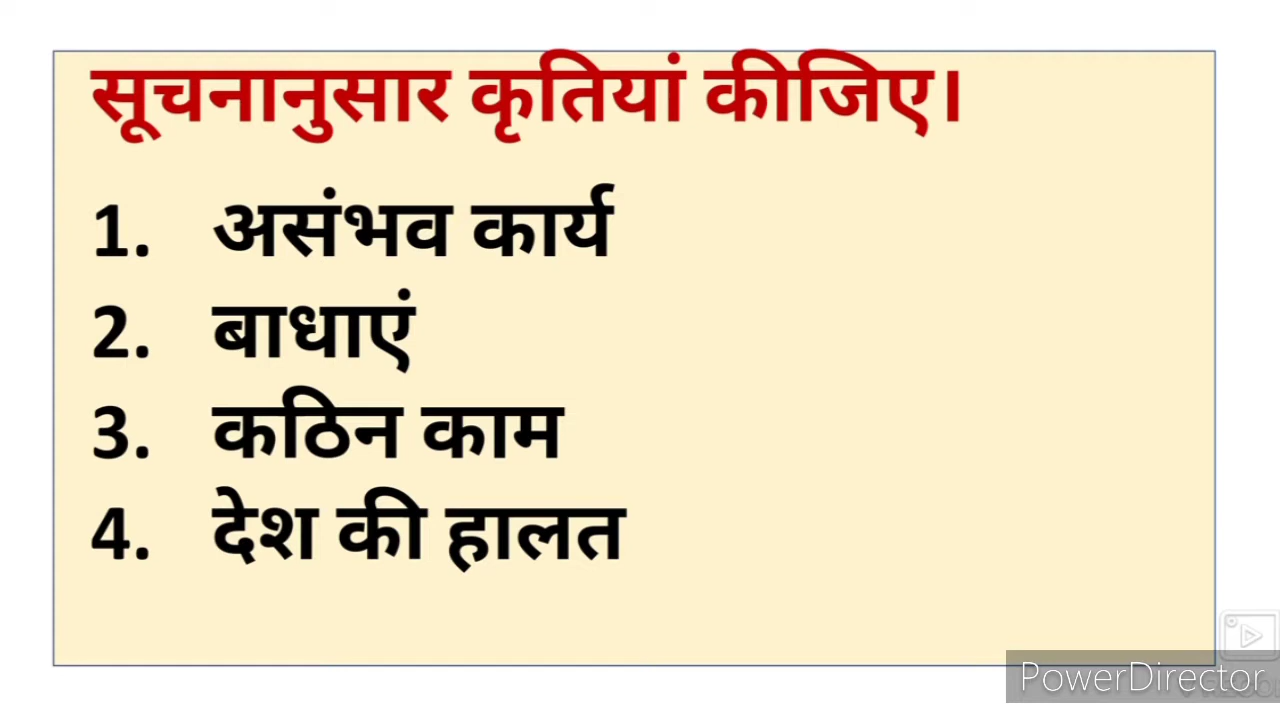 सूचनानुसार कृतियां कीजिए।
1. असंभव कार्य
2. बाधाएं
3. कठिन काम
4. देश की हालत
PowerDirector